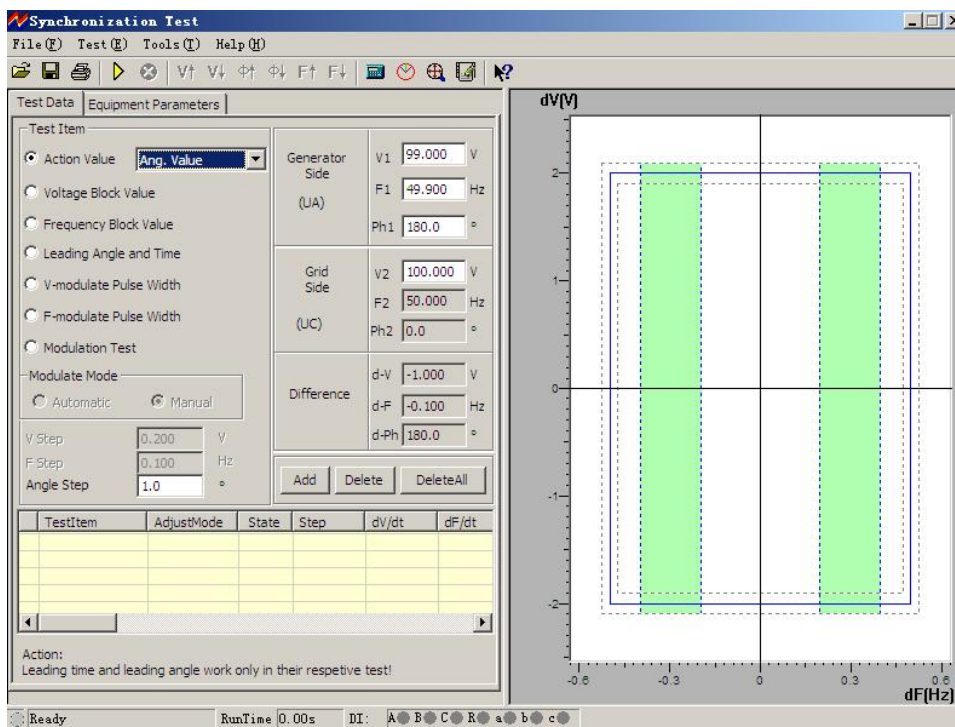 Synchronization Test
File(F) Test(E) Tools(T) Help(H)
V↑ V↓ Φ↑ Φ↓ F↑ F↓
Test Data
Equipment Parameters
Test Item
Action Value
Ang. Value
Voltage Block Value
Frequency Block Value
Leading Angle and Time
V-modulate Pulse Width
F-modulate Pulse Width
Modulation Test
Modulate Mode
Automatic
Manual
V Step 0.200 V
F Step 0.100 Hz
Angle Step 1.0 °
Generator Side (UA)
V1 99.000 V
F1 49.900 Hz
Ph1 180.0 °
Grid Side (UC)
V2 100.000 V
F2 50.000 Hz
Ph2 0.0 °
Difference
d-V -1.000 V
d-F -0.100 Hz
d-Ph 180.0 °
Add Delete DeleteAll
TestItem AdjustMode State Step dV/dt dF/dt
Action:
Leading time and leading angle work only in their respetive test!
dV(V)
2
1
0
-1
-2
-0.6 -0.3 0 0.3 0.6
dF(Hz)
Ready RunTime 0.00s DI: A B C R a b c